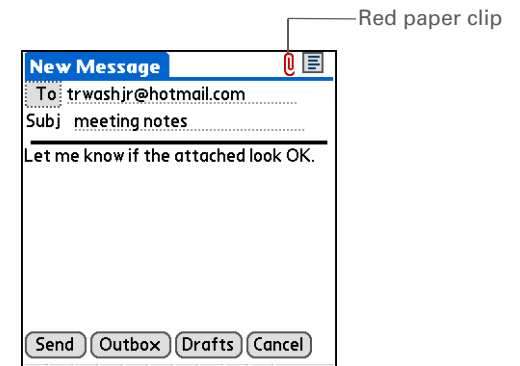 Red paper clip
New Message
To trwashjr@hotmail.com
Subj meeting notes
Let me know if the attached look OK.
Send Outbox Drafts Cancel